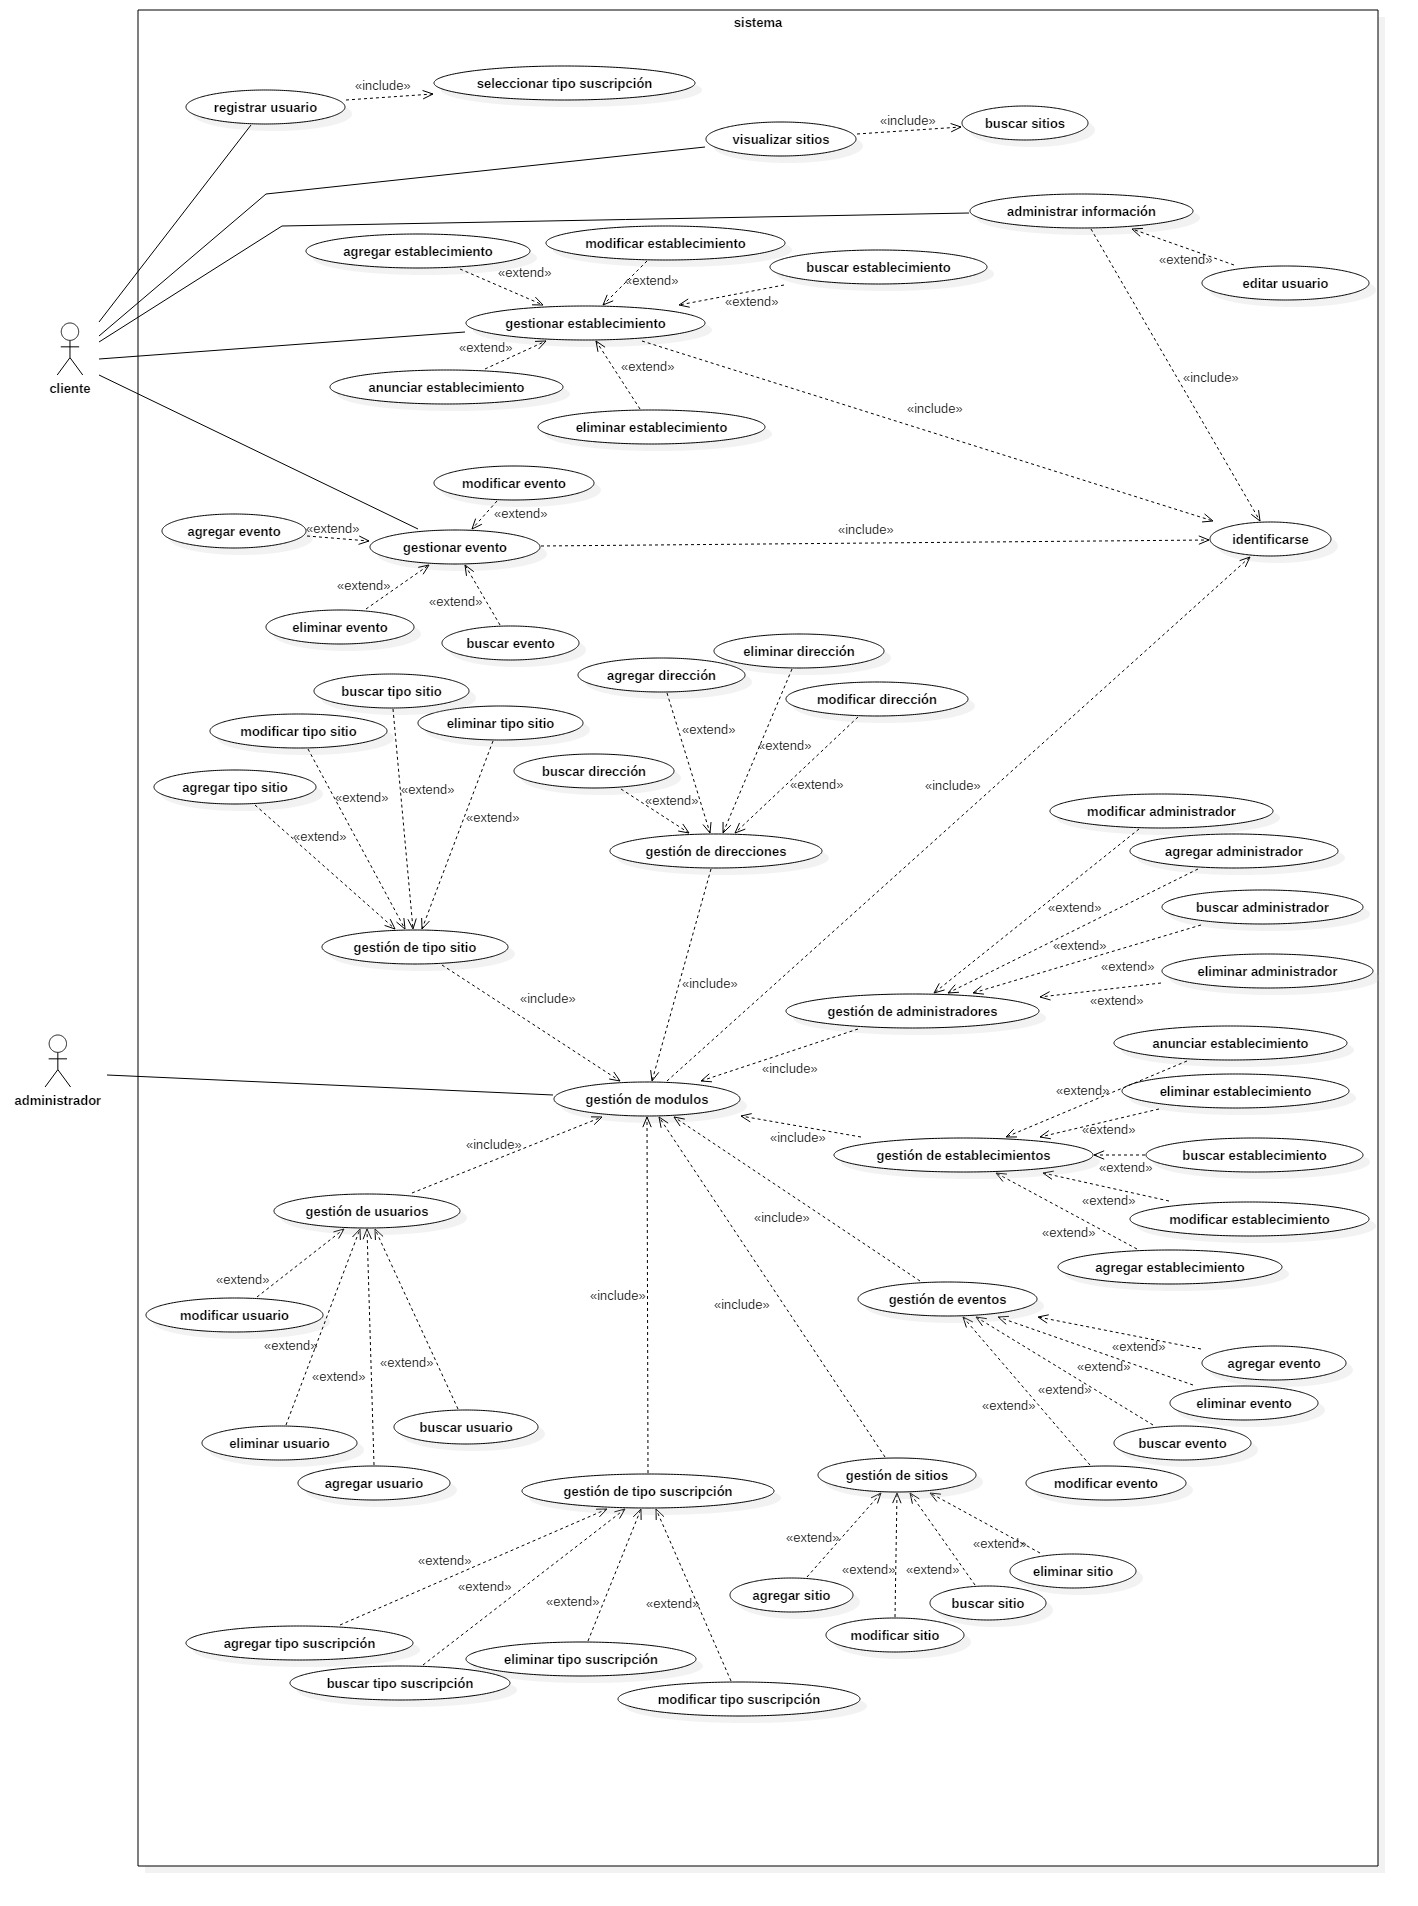 sistema
«include»
seleccionar tipo suscripción
registrar usuario
visualizar sitios
«include»
buscar sitios
administrar información
agregar establecimiento
modificar establecimiento
buscar establecimiento
«extend»
editar usuario
«extend»
«extend»
«extend»
gestionar establecimiento
«extend»
«extend»
«include»
cliente
anunciar establecimiento
«include»
eliminar establecimiento
modificar evento
«extend»
agregar evento
«extend»
gestionar evento
«include»
identificarse
«extend»
«extend»
eliminar evento
buscar evento
eliminar dirección
agregar dirección
modificar dirección
buscar tipo sitio
eliminar tipo sitio
modificar tipo sitio
«extend»
«extend»
buscar dirección
agregar tipo sitio
«extend»
«extend»
«extend»
«extend»
«include»
«extend»
«extend»
modificar administrador
agregar administrador
gestión de direcciones
buscar administrador
«extend»
gestión de tipo sitio
«extend»
«extend»
eliminar administrador
«include»
«include»
«extend»
gestión de administradores
anunciar establecimiento
«include»
administrador
gestión de modulos
«extend»
eliminar establecimiento
«include»
«include»
«extend»
gestión de establecimientos
buscar establecimiento
«extend»
gestión de usuarios
«include»
«extend»
modificar establecimiento
«extend»
agregar establecimiento
«extend»
«include»
«include»
gestión de eventos
modificar usuario
«extend»
«extend»
«extend»
«extend»
agregar evento
«extend»
«extend»
«extend»
eliminar evento
buscar usuario
eliminar usuario
buscar evento
agregar usuario
gestión de tipo suscripción
gestión de sitios
modificar evento
«extend»
«extend»
«extend»
«extend»
«extend»
eliminar sitio
«extend»
«extend»
«extend»
agregar sitio
buscar sitio
modificar sitio
agregar tipo suscripción
eliminar tipo suscripción
buscar tipo suscripción
modificar tipo suscripción